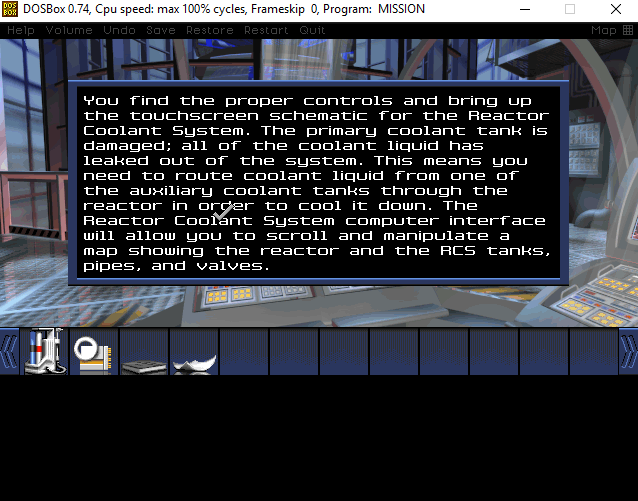 DOSBox 0.74, Cpu speed: max 100% cycles, Frameskip 0, Program: MISSION
Help Volume Undo Save Restore Restart Quit Map
You find the proper controls and bring up
the touchscreen schematic for the Reactor
Coolant System. The primary coolant tank is
damaged; all of the coolant liquid has
leaked out of the system. This means you
need to route coolant liquid from one of
the auxiliary coolant tanks through the
reactor in order to cool it down. The
Reactor Coolant System computer interface
will allow you to scroll and manipulate a
map showing the reactor and the RCS tanks,
pipes, and valves.